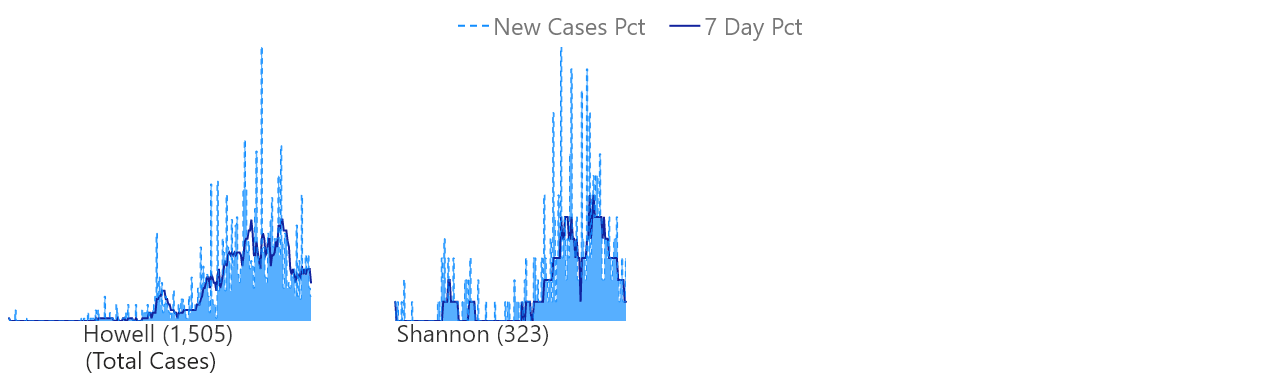 New Cases Pct 7 Day Pct
Howell (1,505) Shannon (323)
(Total Cases)